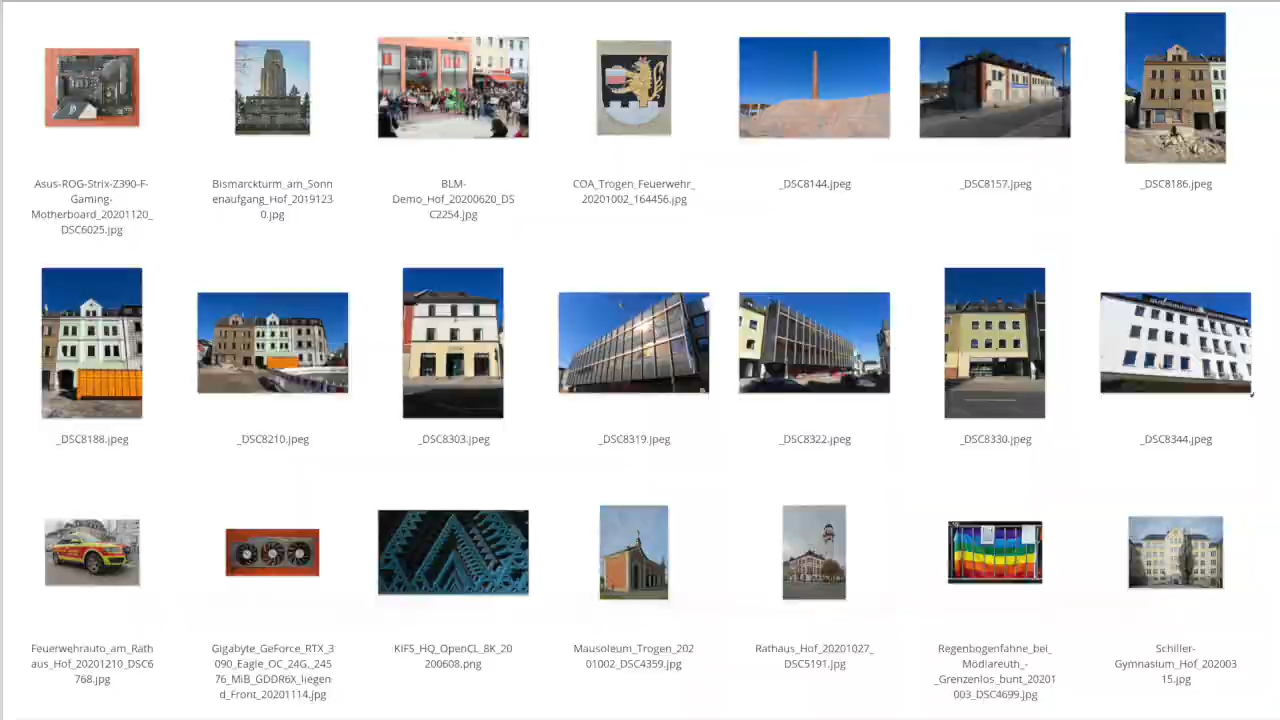 Asus-ROG-Strix-Z390-F-
Gaming-
Motherboard_20201120_
DSC6025.jpg
Bismarckturm_am_Sonn
enaufgang_Hof_2019123
0.jpg
BLM-
Demo_Hof_20200620_DS
C2254.jpg
COA_Trogen_Feuerwehr_
20201002_164456.jpg
_DSC8144.jpeg
_DSC8157.jpeg
_DSC8186.jpeg
_DSC8188.jpeg
_DSC8210.jpeg
_DSC8303.jpeg
_DSC8319.jpeg
_DSC8322.jpeg
_DSC8330.jpeg
_DSC8344.jpeg
Feuerwehrauto_am_Rath
aus_Hof_20201210_DSC6
768.jpg
Gigabyte_GeForce_RTX_3
090_Eagle_OC_24G,_245
76_MiB_GDDR6X_liegen
d_Front_20201114.jpg
KIFS_HQ_OpenCL_8K_20
200608.png
Mausoleum_Trogen_202
01002_DSC4359.jpg
Rathaus_Hof_20201027_
DSC5191.jpg
Regenbogenfahne_bei_
Mödlareuth_-
_Grenzenlos_bunt_20201
003_DSC4699.jpg
Schiller-
Gymnasium_Hof_202003
15.jpg